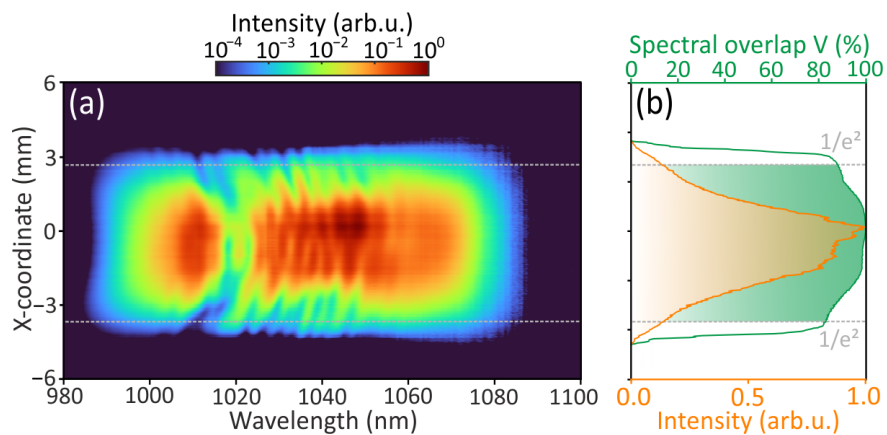 Intensity (arb.u.)
10⁻⁴ 10⁻³ 10⁻² 10⁻¹ 10⁰
Spectral overlap V (%)
0 20 40 60 80 100
(a)
(b)
6
3
0
−3
−6
X-coordinate (mm)
1/e²
1/e²
980 1000 1020 1040 1060 1080 1100
Wavelength (nm)
0.0 0.5 1.0
Intensity (arb.u.)